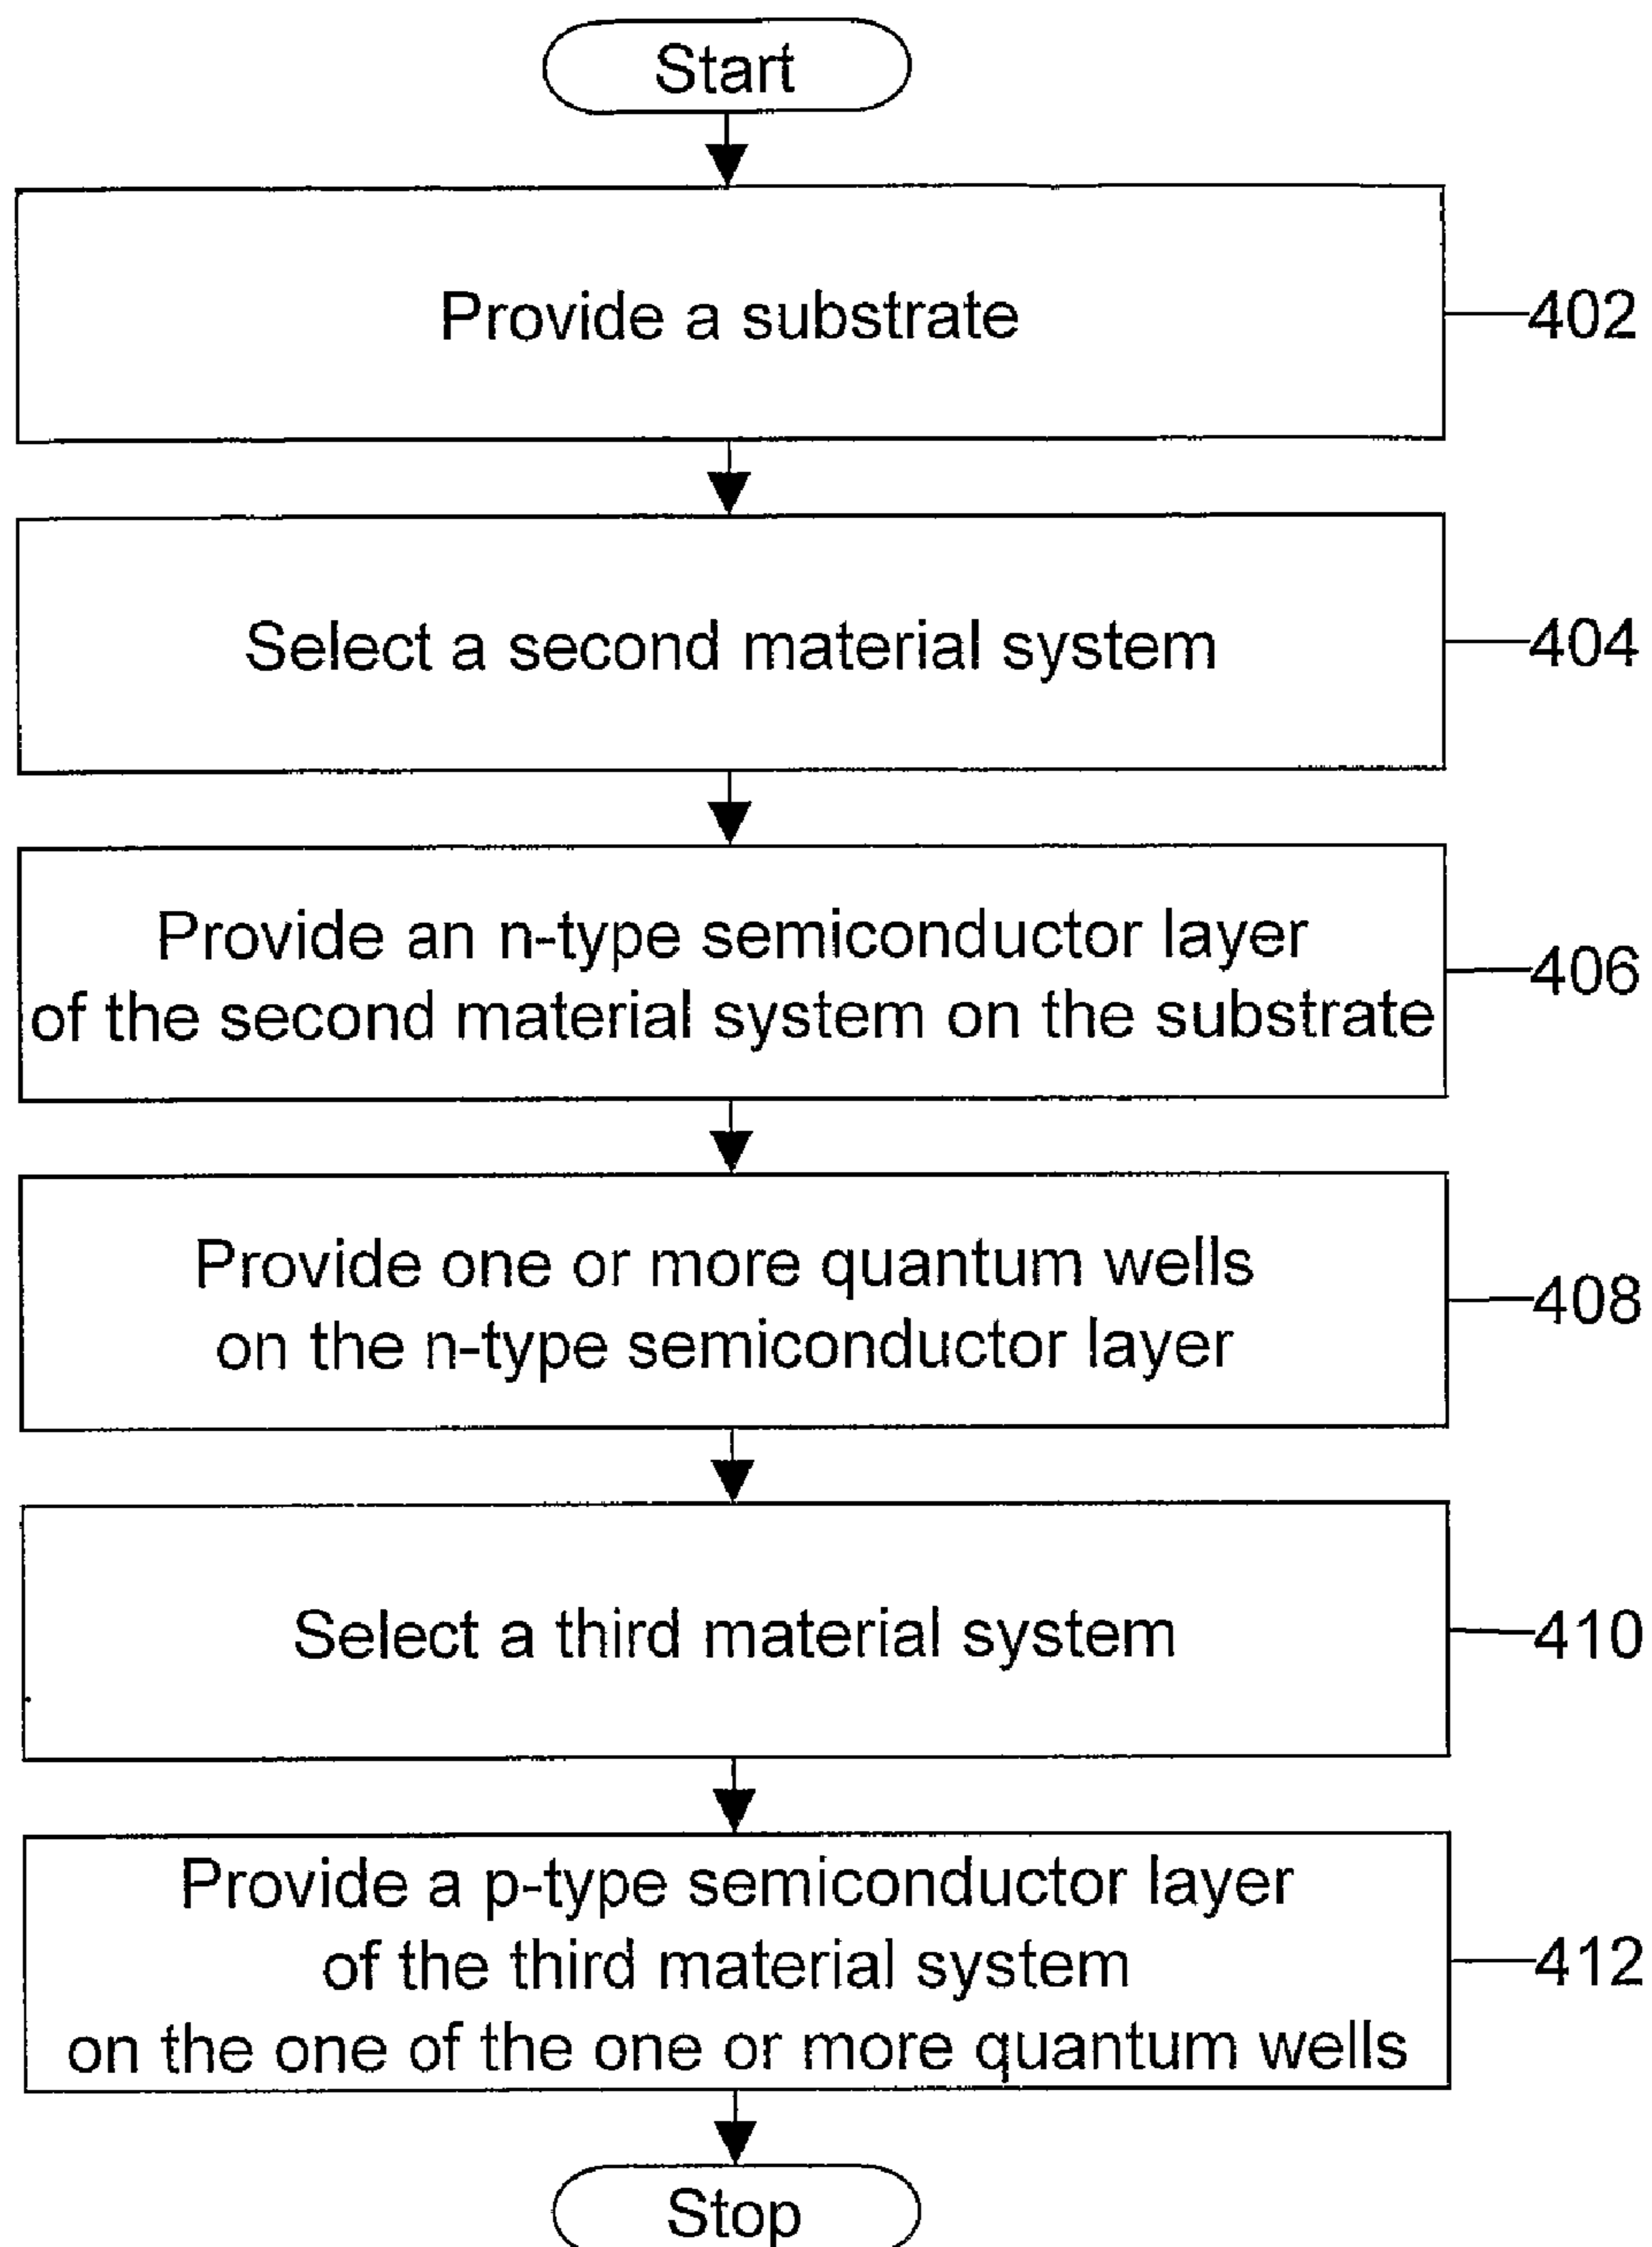 Start
Provide a substrate
402
Select a second material system
404
Provide an n-type semiconductor layer
of the second material system on the substrate
406
Provide one or more quantum wells
on the n-type semiconductor layer
408
Select a third material system
410
Provide a p-type semiconductor layer
of the third material system
on the one of the one or more quantum wells
412
Stop